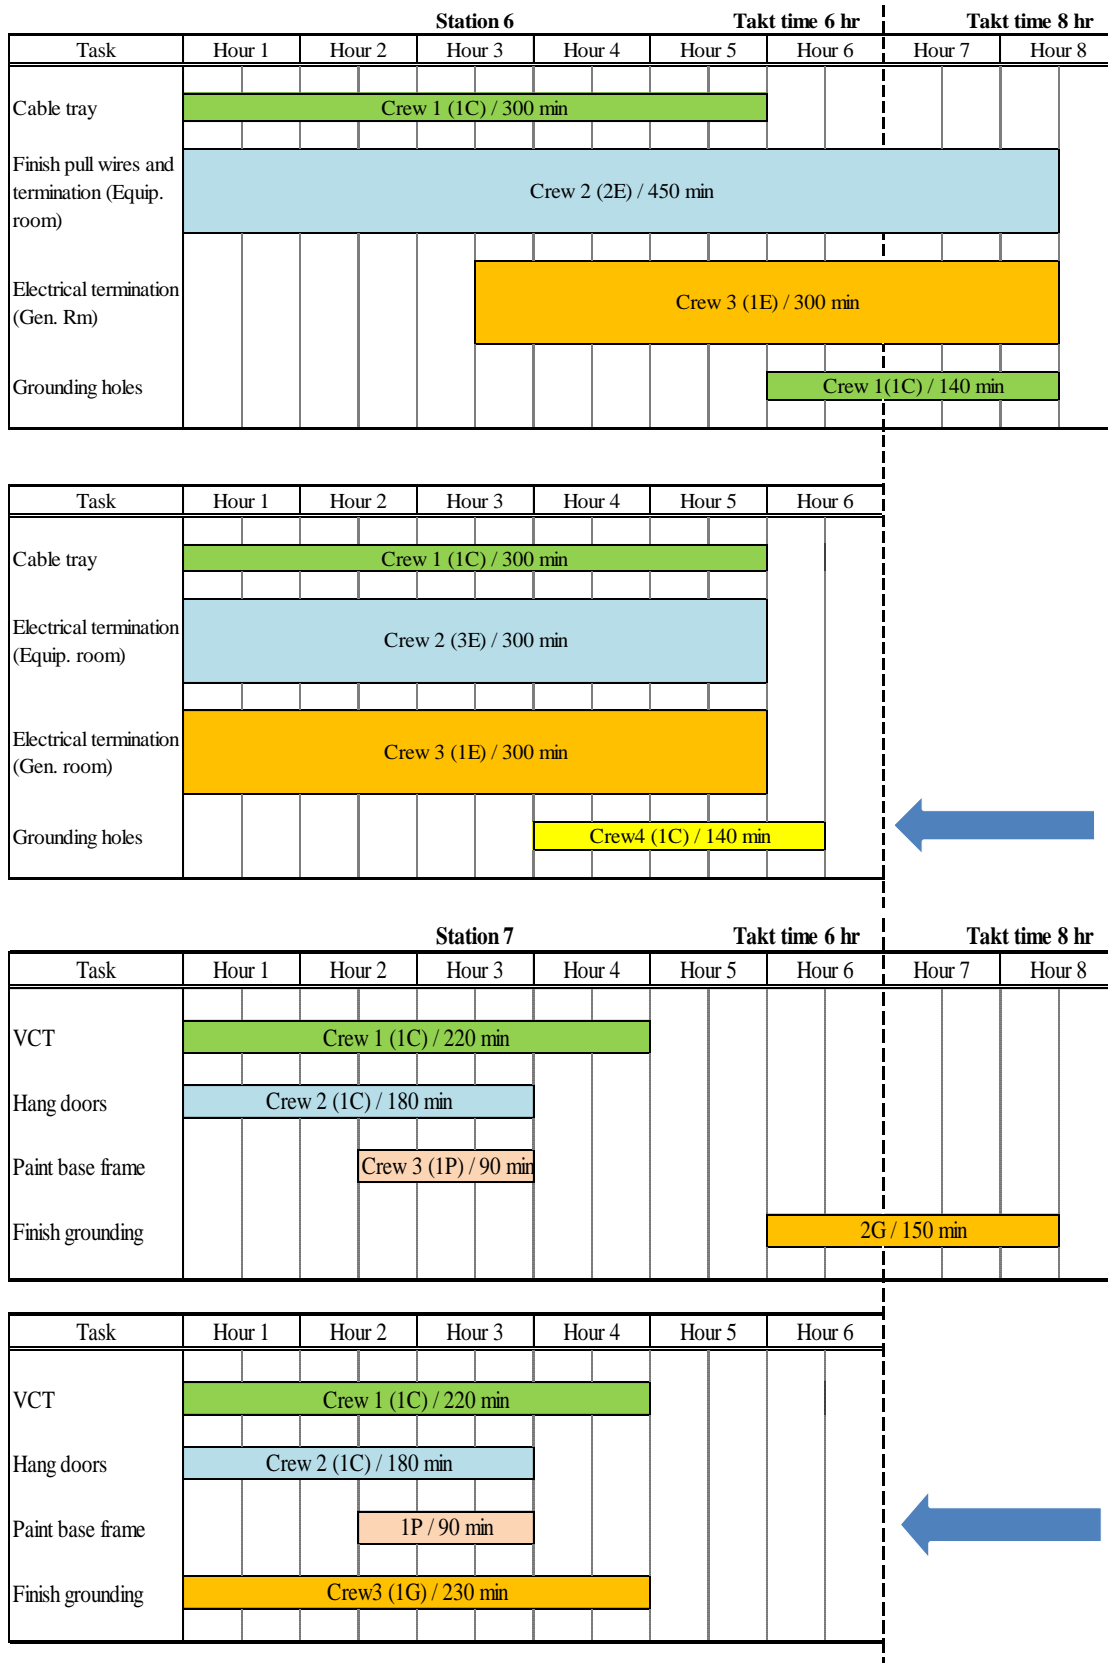 Station 6 Takt time 6 hr Takt time 8 hr
Task Hour 1 Hour 2 Hour 3 Hour 4 Hour 5 Hour 6 Hour 7 Hour 8
Cable tray Crew 1 (1C) / 300 min
Finish pull wires and
termination (Equip. Crew 2 (2E) / 450 min
room)
Electrical termination Crew 3 (1E) / 300 min
(Gen. Rm)
Grounding holes Crew 1(1C) / 140 min
Task Hour 1 Hour 2 Hour 3 Hour 4 Hour 5 Hour 6
Cable tray Crew 1 (1C) / 300 min
Electrical termination Crew 2 (3E) / 300 min
(Equip. room)
Electrical termination Crew 3 (1E) / 300 min
(Gen. room)
Grounding holes Crew4 (1C) / 140 min
Station 7 Takt time 6 hr Takt time 8 hr
Task Hour 1 Hour 2 Hour 3 Hour 4 Hour 5 Hour 6 Hour 7 Hour 8
VCT Crew 1 (1C) / 220 min
Hang doors Crew 2 (1C) / 180 min
Paint base frame Crew 3 (1P) / 90 min
Finish grounding 2G / 150 min
Task Hour 1 Hour 2 Hour 3 Hour 4 Hour 5 Hour 6
VCT Crew 1 (1C) / 220 min
Hang doors Crew 2 (1C) / 180 min
Paint base frame 1P / 90 min
Finish grounding Crew3 (1G) / 230 min